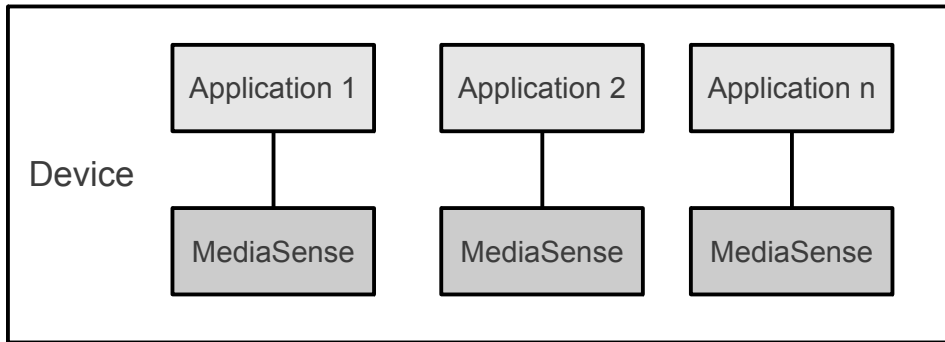 Application 1
Application 2
Application n
Device
MediaSense
MediaSense
MediaSense